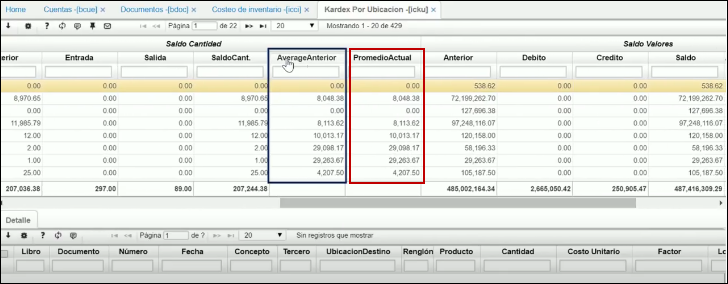 Home Cuentas -[bcue] × Documentos -[bdoc] × Costeo de inventario -[icci] × Kardex Por Ubicacion -[icku] ×
Página 1 de 22 20 Mostrando 1 - 20 de 429
Saldo Cantidad Saldo Valores
erior Entrada Salida SaldoCant. AverageAnterior PromedioActual Anterior Debito Credito Saldo
0.00 0.00 0.00 0.00 0.00 0.00 538.62 0.00 0.00 538.62
8,970.65 0.00 0.00 8,970.65 8,048.38 8,048.38 72,199,262.70 0.00 0.00 72,199,262.70
0.00 0.00 0.00 0.00 0.00 0.00 127,696.38 0.00 0.00 127,696.38
11,985.79 0.00 0.00 11,985.79 8,113.62 8,113.62 97,248,116.07 0.00 0.00 97,248,116.07
12.00 0.00 0.00 12.00 10,013.17 10,013.17 120,158.00 0.00 0.00 120,158.00
2.00 0.00 0.00 2.00 29,098.17 29,098.17 58,196.33 0.00 0.00 58,196.33
1.00 0.00 0.00 1.00 29,263.67 29,263.67 29,263.67 0.00 0.00 29,263.67
25.00 0.00 0.00 25.00 4,207.50 4,207.50 105,187.50 0.00 0.00 105,187.50
207,036.38 297.00 89.00 207,244.38 485,002,164.34 2,665,050.42 250,905.47 487,416,309.29
Detalle
Página 1 de ? 20 Sin registros que mostrar
Libro Documento Número Fecha Concepto Tercero UbicacionDestino Renglón Producto Cantidad Costo Unitario Factor Lo